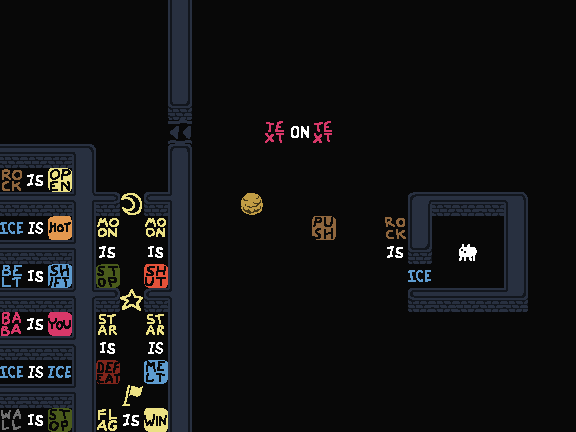 TEXT ON TEXT
ROCK IS OPEN
ICE IS HOT
BELT IS SHIFT
BABA IS YOU
ICE IS ICE
WALL IS STOP
MOON IS STOP
MOON IS SHUT
STAR IS DEFEAT
STAR IS MELT
FLAG IS WIN
PUSH
ROCK IS ICE